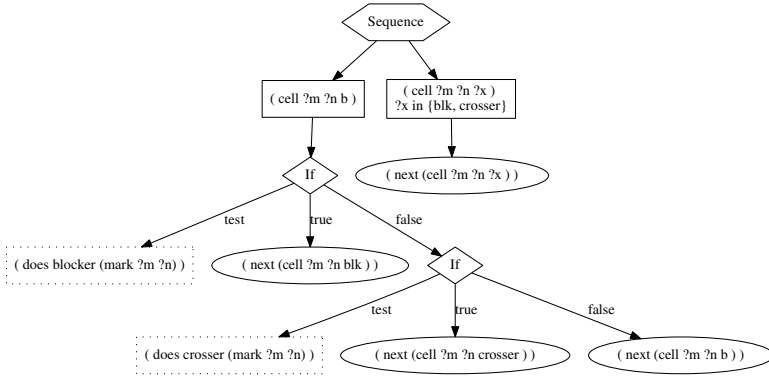 Sequence
( cell ?m ?n b )
( cell ?m ?n ?x )
?x in {blk, crosser}
If
( next (cell ?m ?n ?x ) )
test
true
false
( does blocker (mark ?m ?n) )
( next (cell ?m ?n blk ) )
If
test
true
false
( does crosser (mark ?m ?n) )
( next (cell ?m ?n crosser ) )
( next (cell ?m ?n b ) )